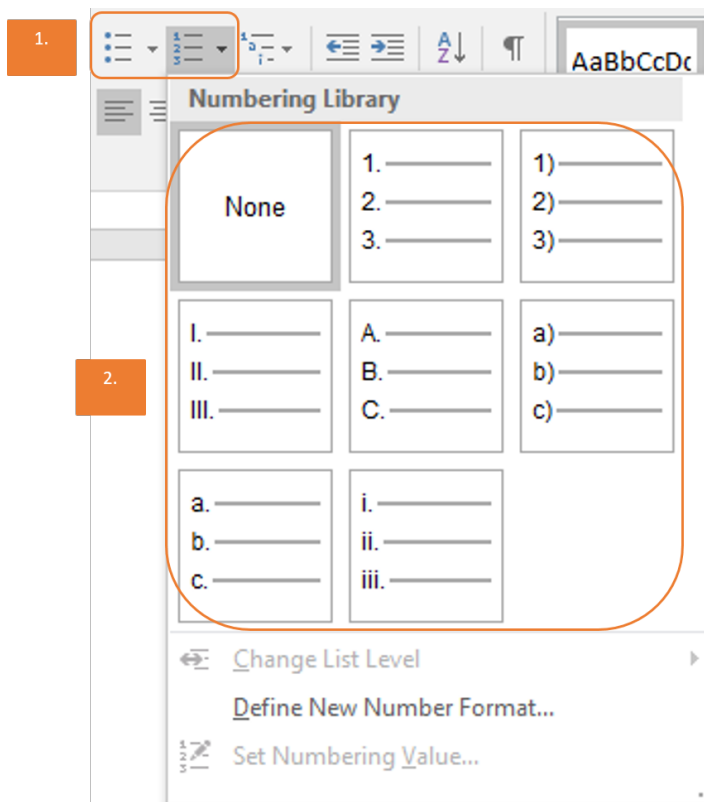 1.
AaBbCcDc
Numbering Library
None
1.
2.
3.
1)
2)
3)
I.
II.
III.
A.
B.
C.
a)
b)
c)
2.
a.
b.
c.
i.
ii.
iii.
Change List Level
Define New Number Format...
Set Numbering Value...